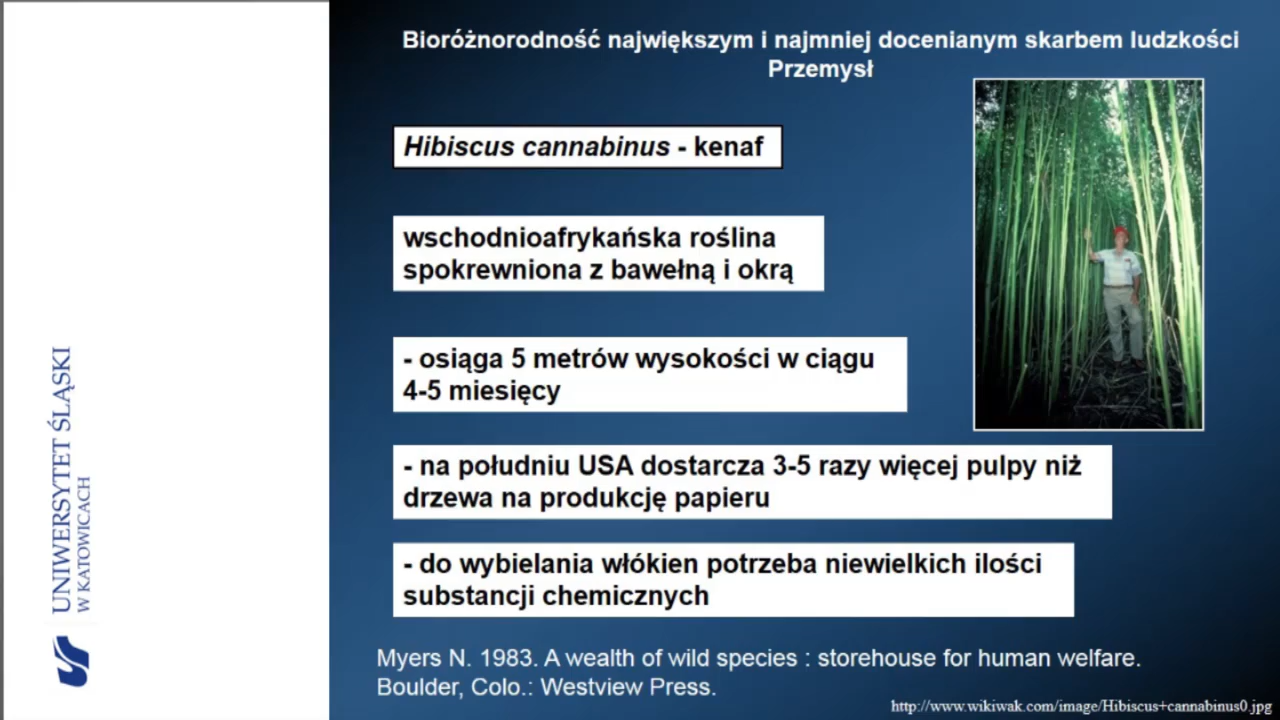 Bioróżnorodność największym i najmniej docenianym skarbem ludzkości
Przemysł
Hibiscus cannabinus - kenaf
wschodnioafrykańska roślina
spokrewniona z bawełną i okrą
- osiąga 5 metrów wysokości w ciągu
4-5 miesięcy
- na południu USA dostarcza 3-5 razy więcej pulpy niż
drzewa na produkcję papieru
- do wybielania włókien potrzeba niewielkich ilości
substancji chemicznych
Myers N. 1983. A wealth of wild species : storehouse for human welfare.
Boulder, Colo.: Westview Press.
http://www.wikiwak.com/image/Hibiscus+cannabinus0.jpg
UNIWERSYTET ŚLĄSKI
W KATOWICACH